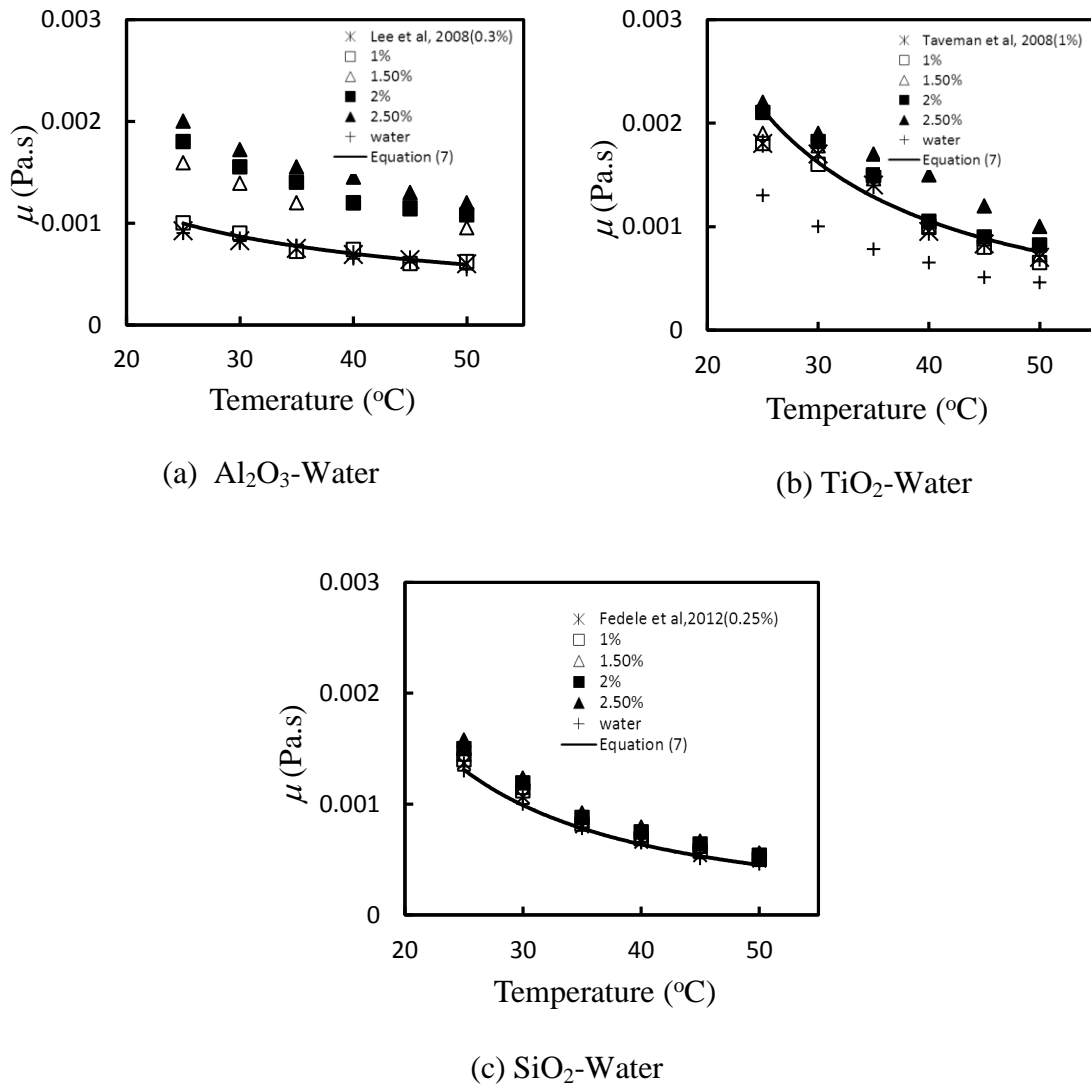 0.003
0.002
0.001
0
20
30
40
50
μ (Pa.s)
Temerature (°C)
Lee et al, 2008(0.3%)
1%
1.50%
2%
2.50%
water
Equation (7)
(a) Al₂O₃-Water
0.003
0.002
0.001
0
20
30
40
50
μ (Pa.s)
Temperature (°C)
Taveman et al, 2008(1%)
1%
1.50%
2%
2.50%
water
Equation (7)
(b) TiO₂-Water
0.003
0.002
0.001
0
20
30
40
50
μ (Pa.s)
Temperature (°C)
Fedele et al,2012(0.25%)
1%
1.50%
2%
2.50%
water
Equation (7)
(c) SiO₂-Water